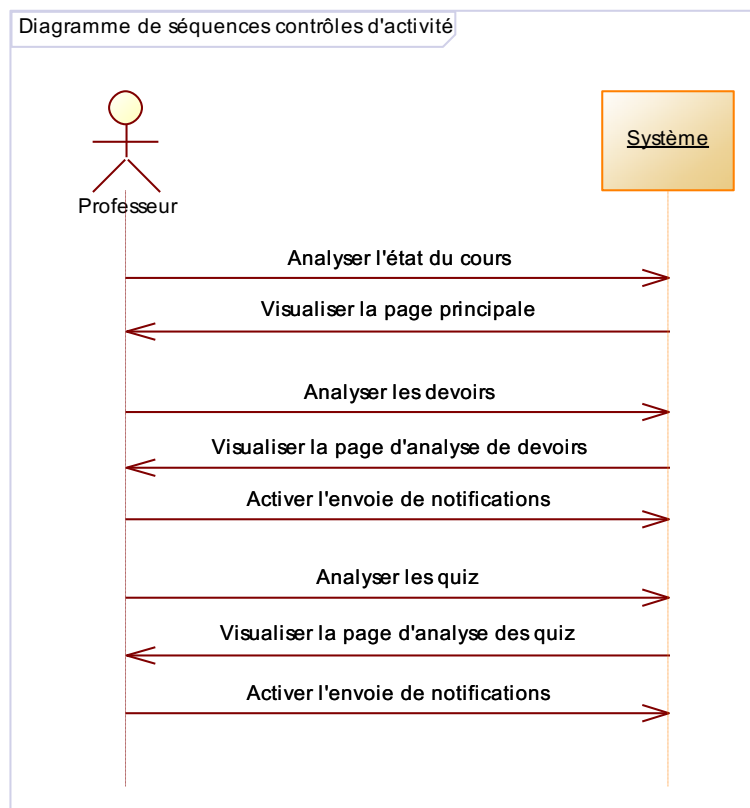 Diagramme de séquences contrôles d'activité
Système
Professeur
Analyser l'état du cours
Visualiser la page principale
Analyser les devoirs
Visualiser la page d'analyse de devoirs
Activer l'envoie de notifications
Analyser les quiz
Visualiser la page d'analyse des quiz
Activer l'envoie de notifications